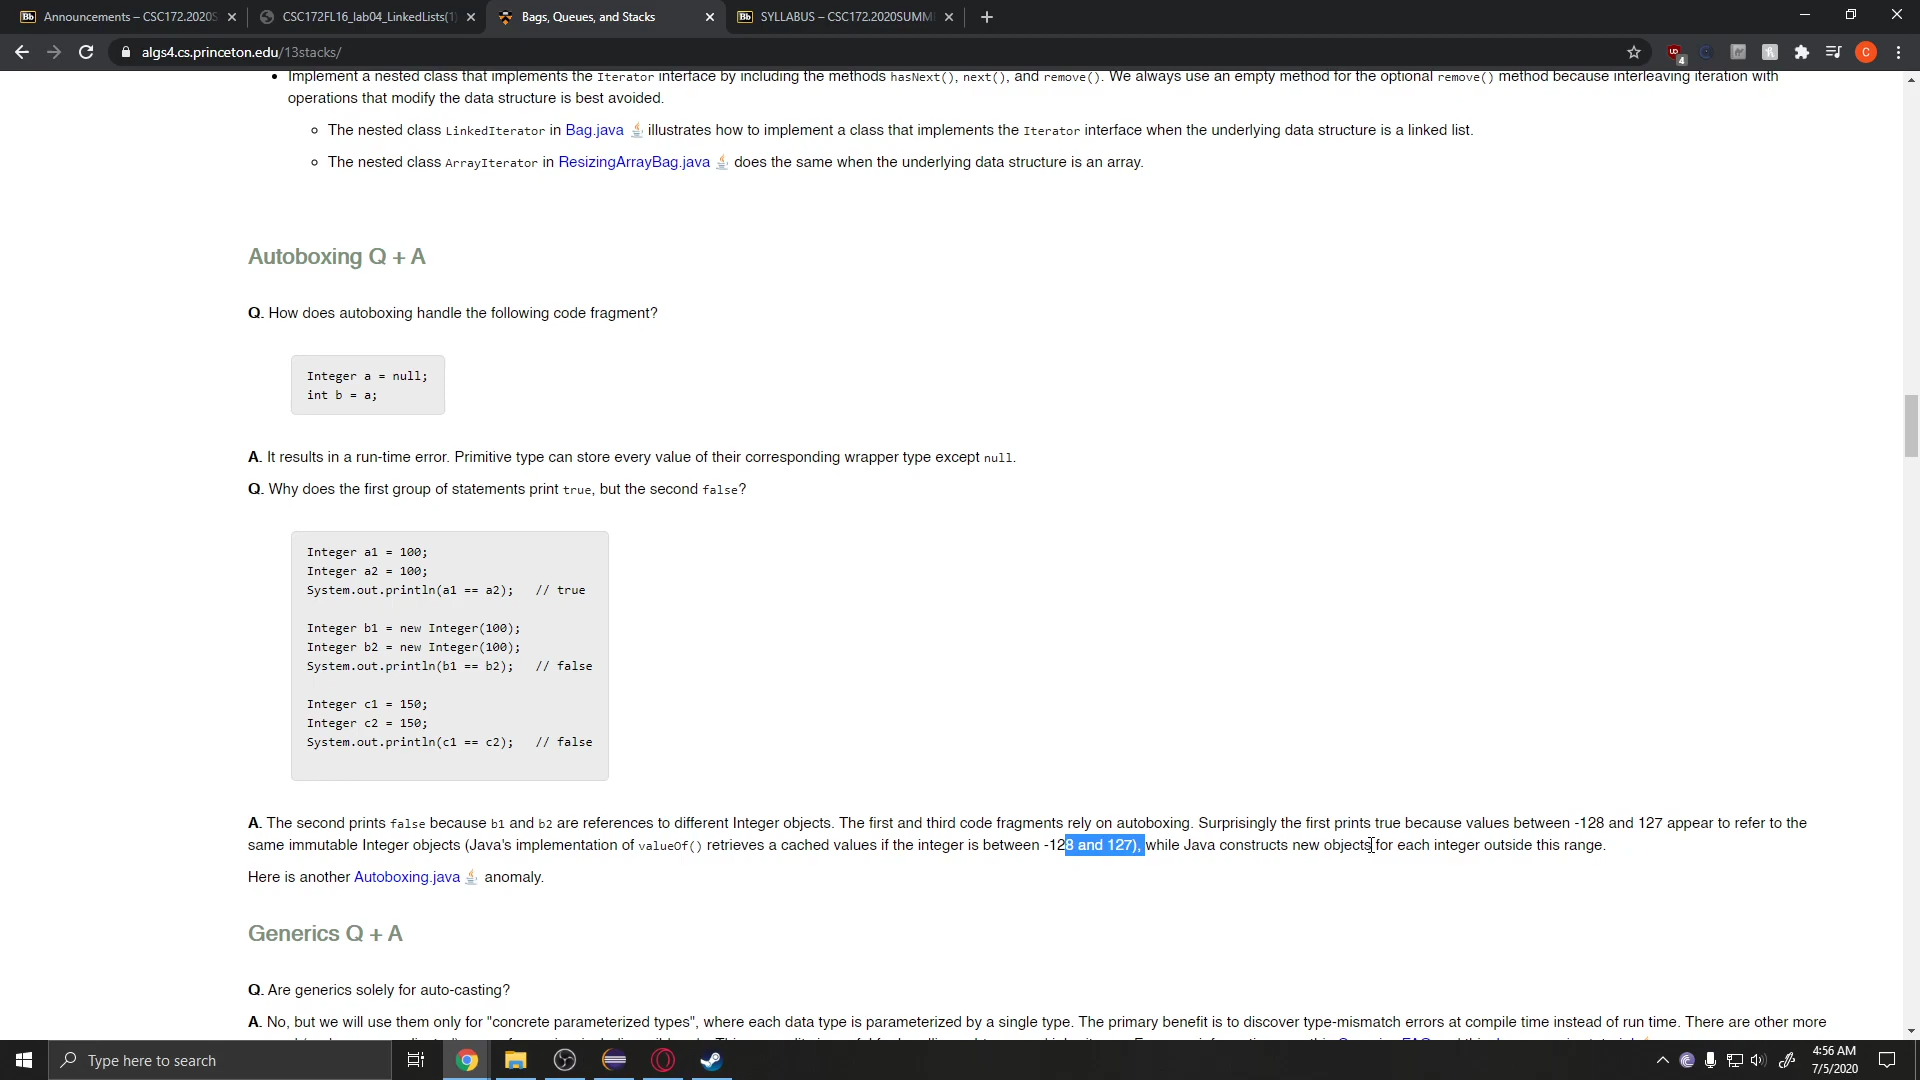 Announcements – CSC172.2020S
CSC172FL16_lab04_LinkedLists(1)
Bags, Queues, and Stacks
SYLLABUS – CSC172.2020SUMM
algs4.cs.princeton.edu/13stacks/
Implement a nested class that implements the Iterator interface by including the methods hasNext(), next(), and remove(). We always use an empty method for the optional remove() method because interleaving iteration with
operations that modify the data structure is best avoided.
The nested class LinkedIterator in Bag.java illustrates how to implement a class that implements the Iterator interface when the underlying data structure is a linked list.
The nested class ArrayIterator in ResizingArrayBag.java does the same when the underlying data structure is an array.
Autoboxing Q + A
Q. How does autoboxing handle the following code fragment?
Integer a = null;
int b = a;
A. It results in a run-time error. Primitive type can store every value of their corresponding wrapper type except null.
Q. Why does the first group of statements print true, but the second false?
Integer a1 = 100;
Integer a2 = 100;
System.out.println(a1 == a2);   // true
Integer b1 = new Integer(100);
Integer b2 = new Integer(100);
System.out.println(b1 == b2);   // false
Integer c1 = 150;
Integer c2 = 150;
System.out.println(c1 == c2);   // false
A. The second prints false because b1 and b2 are references to different Integer objects. The first and third code fragments rely on autoboxing. Surprisingly the first prints true because values between -128 and 127 appear to refer to the
same immutable Integer objects (Java's implementation of valueOf() retrieves a cached values if the integer is between -128 and 127), while Java constructs new objects for each integer outside this range.
Here is another Autoboxing.java anomaly.
Generics Q + A
Q. Are generics solely for auto-casting?
A. No, but we will use them only for "concrete parameterized types", where each data type is parameterized by a single type. The primary benefit is to discover type-mismatch errors at compile time instead of run time. There are other more
Type here to search
4:56 AM
7/5/2020